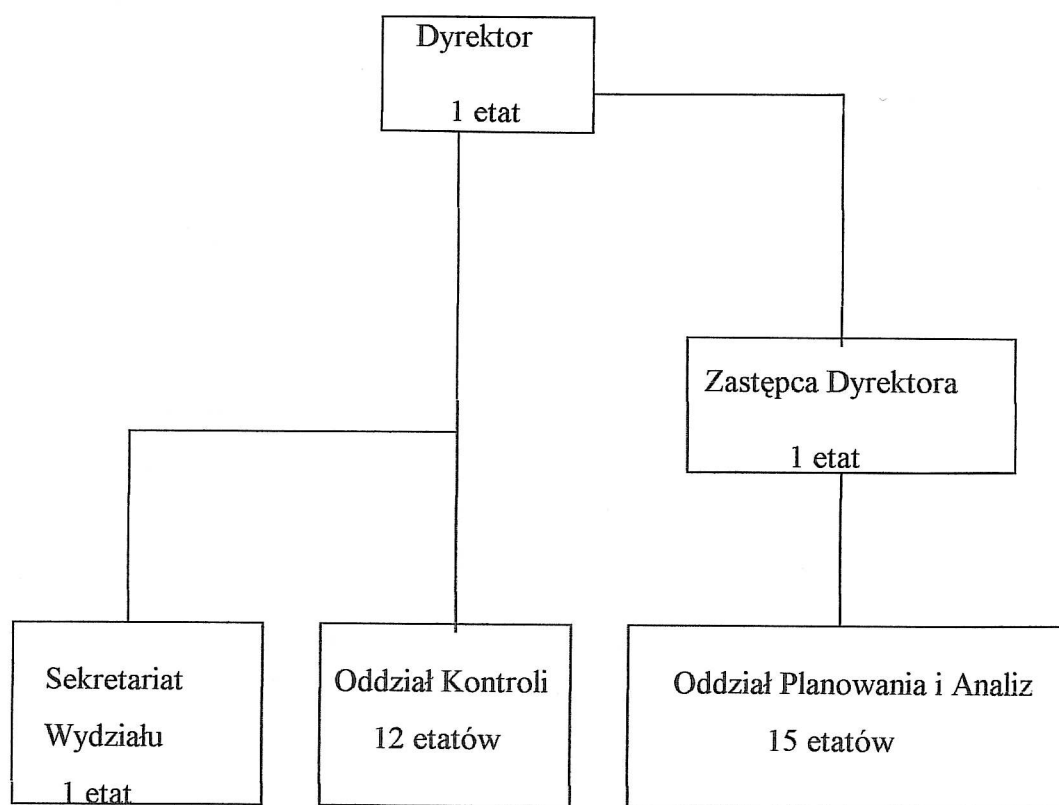 Dyrektor
1 etat
Zastępca Dyrektora
1 etat
Sekretariat
Wydziału
1 etat
Oddział Kontroli
12 etatów
Oddział Planowania i Analiz
15 etatów